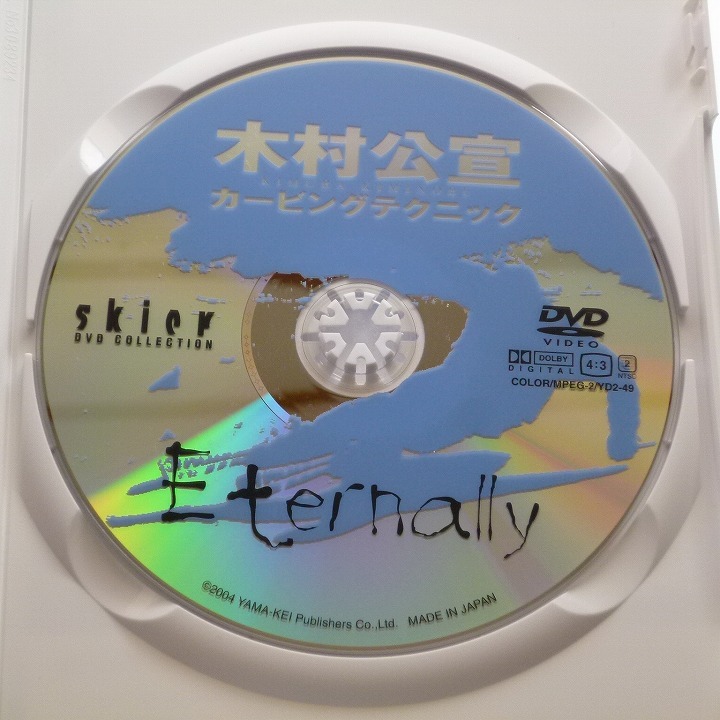 木村公宣
KIMURA KIMINOBU
カービングテクニック
skier
DVD COLLECTION
DVD
VIDEO
DOLBY
DIGITAL
4:3
2
NTSC
COLOR/MPEG-2/YD2-49
Eternally
©2004 YAMA-KEI Publishers Co.,Ltd. MADE IN JAPAN